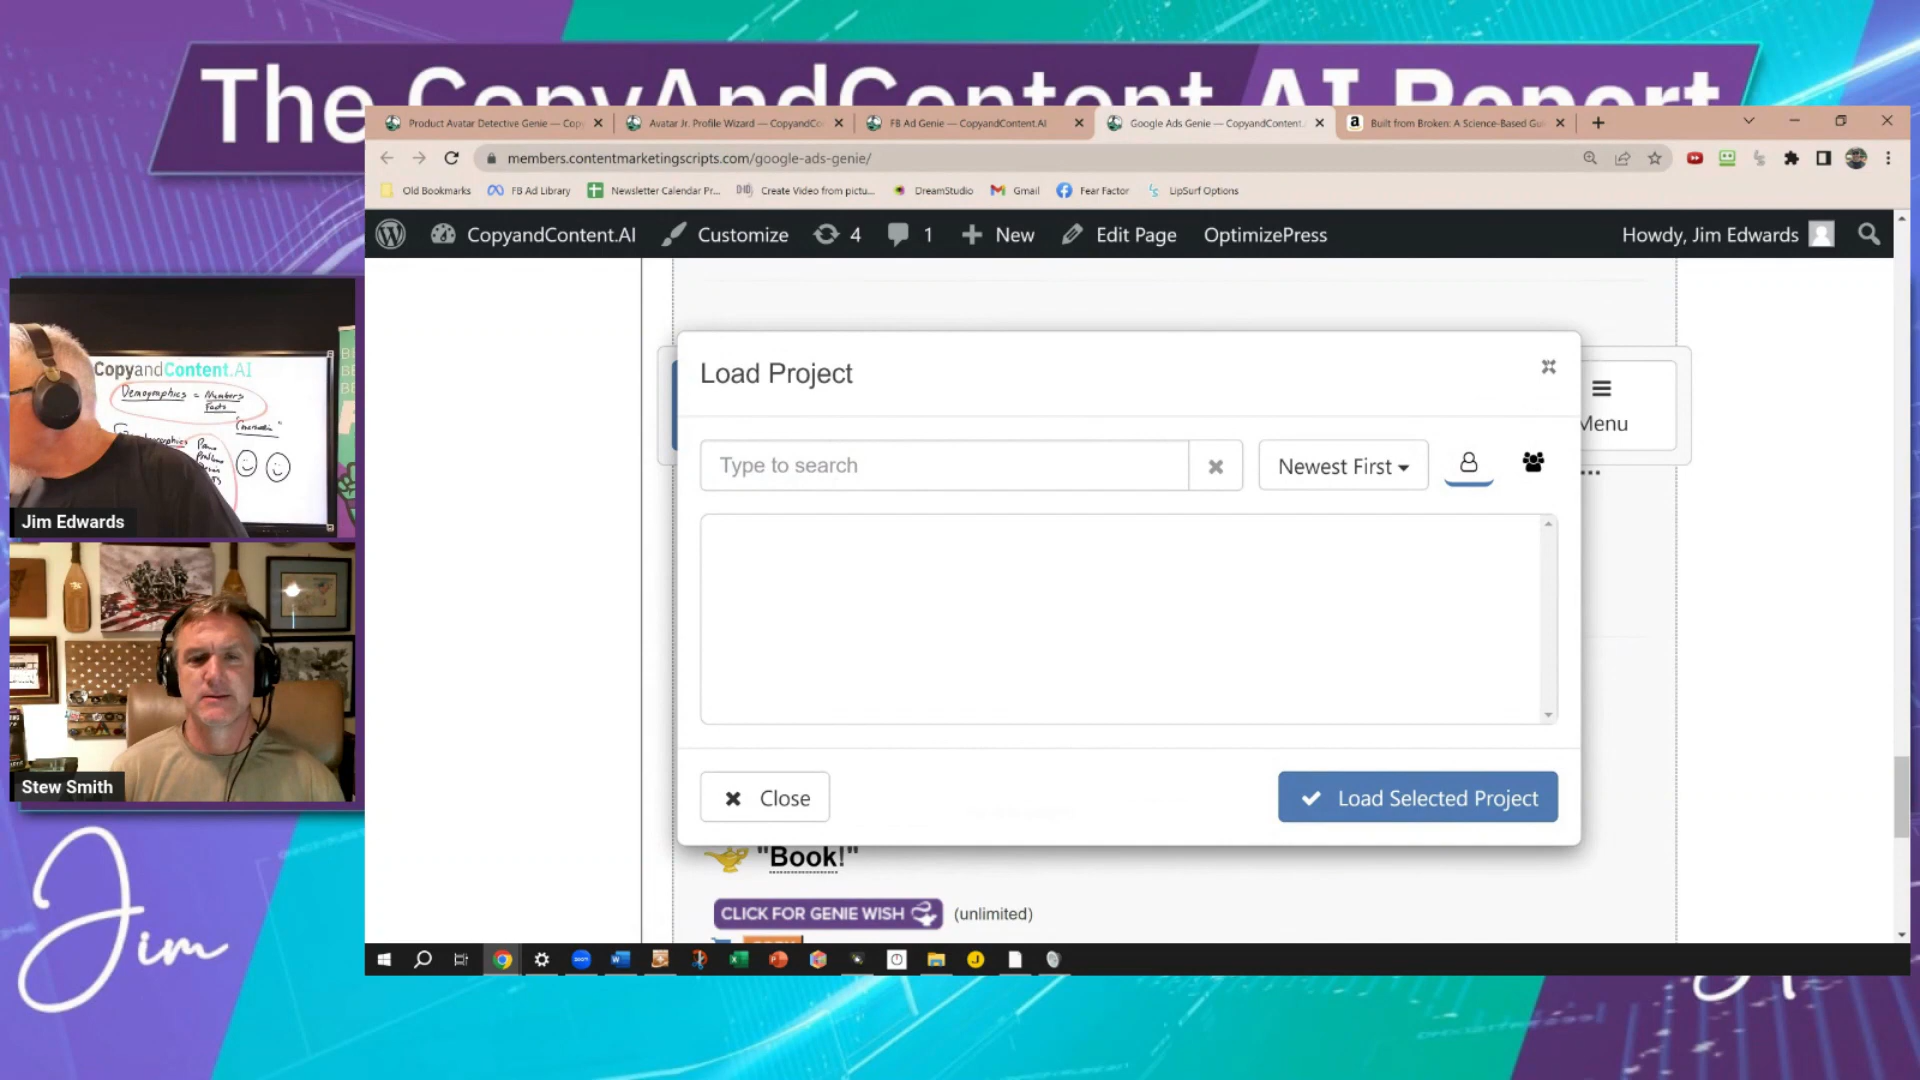 The CopyAndContent AI Report
Product Avatar Detective Genie — Cop
Avatar Jr. Profile Wizard — CopyandCo
FB Ad Genie — CopyandContent.AI
Google Ads Genie — CopyandContent.
Built from Broken: A Science-Based Gu
members.contentmarketingscripts.com/google-ads-genie/
Old Bookmarks
FB Ad Library
Newsletter Calendar Pr...
Create Video from pictu...
DreamStudio
Gmail
Fear Factor
LipSurf Options
CopyandContent.AI
Customize
4
1
New
Edit Page
OptimizePress
Howdy, Jim Edwards
Load Project
Menu
Type to search
Newest First
Close
Load Selected Project
"Book!"
CLICK FOR GENIE WISH
(unlimited)
CopyandContent.AI
Demographics = Numbers
Facts
Jim Edwards
Stew Smith
Jim